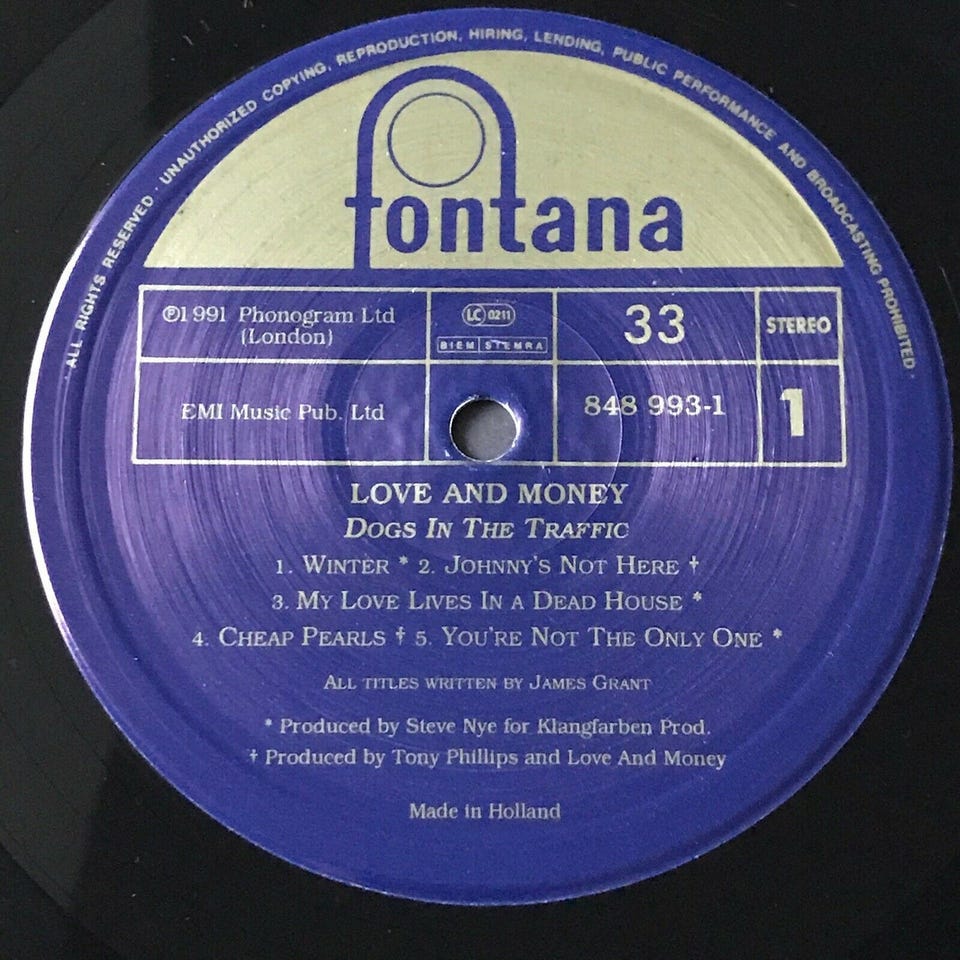 ALL RIGHTS RESERVED · UNAUTHORIZED COPYING, REPRODUCTION, HIRING, LENDING, PUBLIC PERFORMANCE AND BROADCASTING PROHIBITED ·
fontana
℗1991 Phonogram Ltd
(London)
LC 0211
BIEM STEMRA
33
STEREO
EMI Music Pub. Ltd
848 993-1
1
LOVE AND MONEY
DOGS IN THE TRAFFIC
1. WINTER * 2. JOHNNY'S NOT HERE †
3. MY LOVE LIVES IN A DEAD HOUSE *
4. CHEAP PEARLS † 5. YOU'RE NOT THE ONLY ONE *
ALL TITLES WRITTEN BY JAMES GRANT
* Produced by Steve Nye for Klangfarben Prod.
† Produced by Tony Phillips and Love And Money
Made in Holland